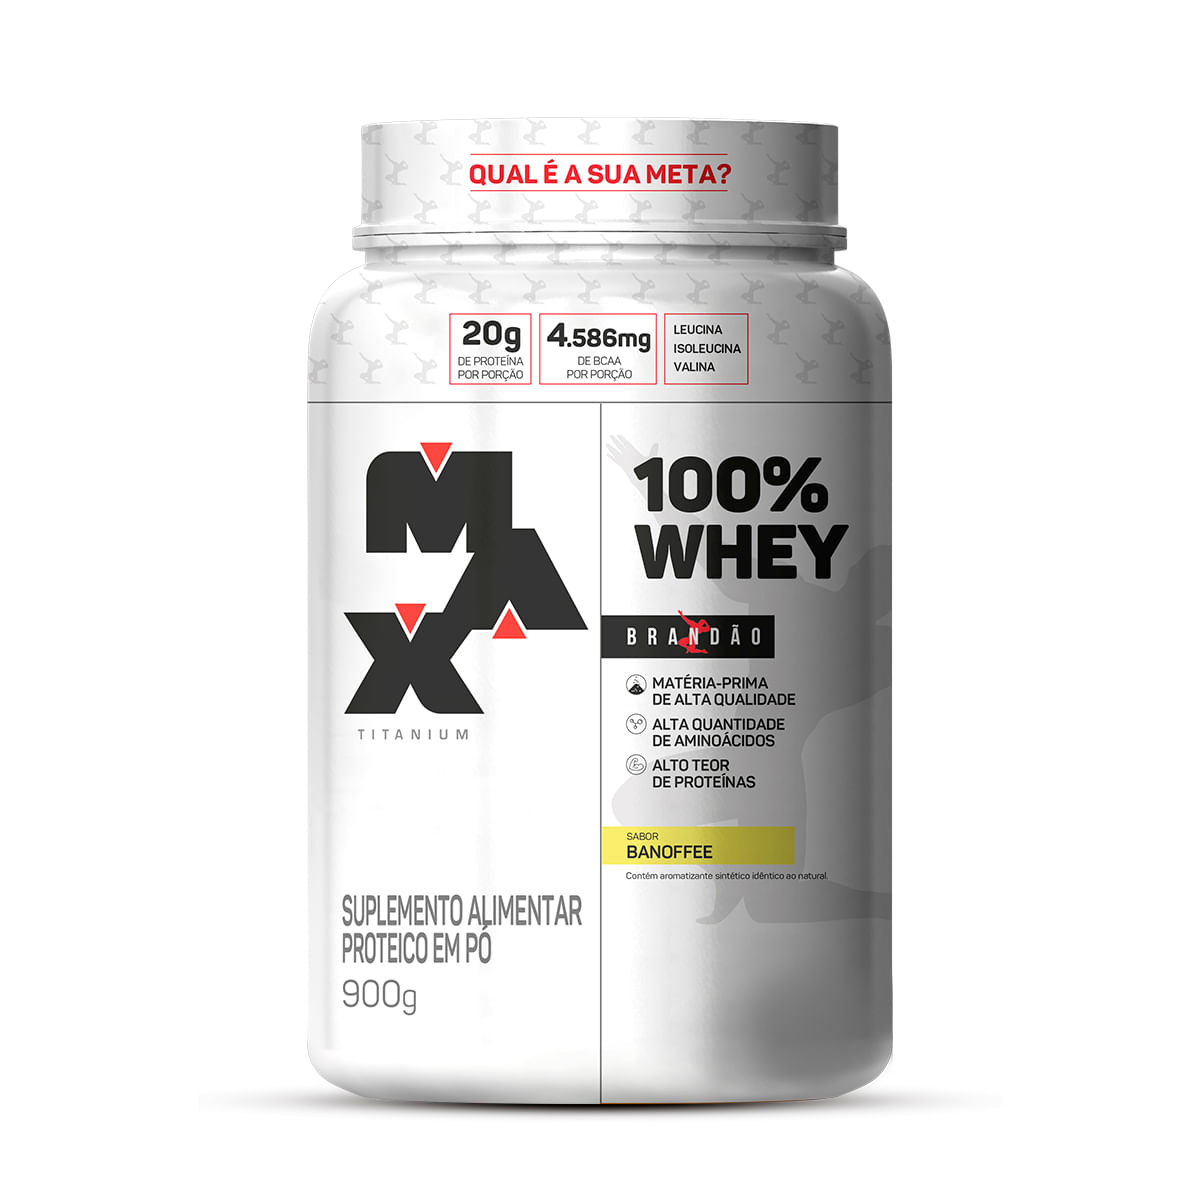 QUAL É A SUA META?
20g
DE PROTEÍNA
POR PORÇÃO
4.586mg
DE BCAA
POR PORÇÃO
LEUCINA
ISOLEUCINA
VALINA
MAX
TITANIUM
100%
WHEY
BRANDÃO
MATÉRIA-PRIMA
DE ALTA QUALIDADE
ALTA QUANTIDADE
DE AMINOÁCIDOS
ALTO TEOR
DE PROTEÍNAS
SABOR
BANOFFEE
Contém aromatizante sintético idêntico ao natural.
SUPLEMENTO ALIMENTAR
PROTEICO EM PÓ
900g